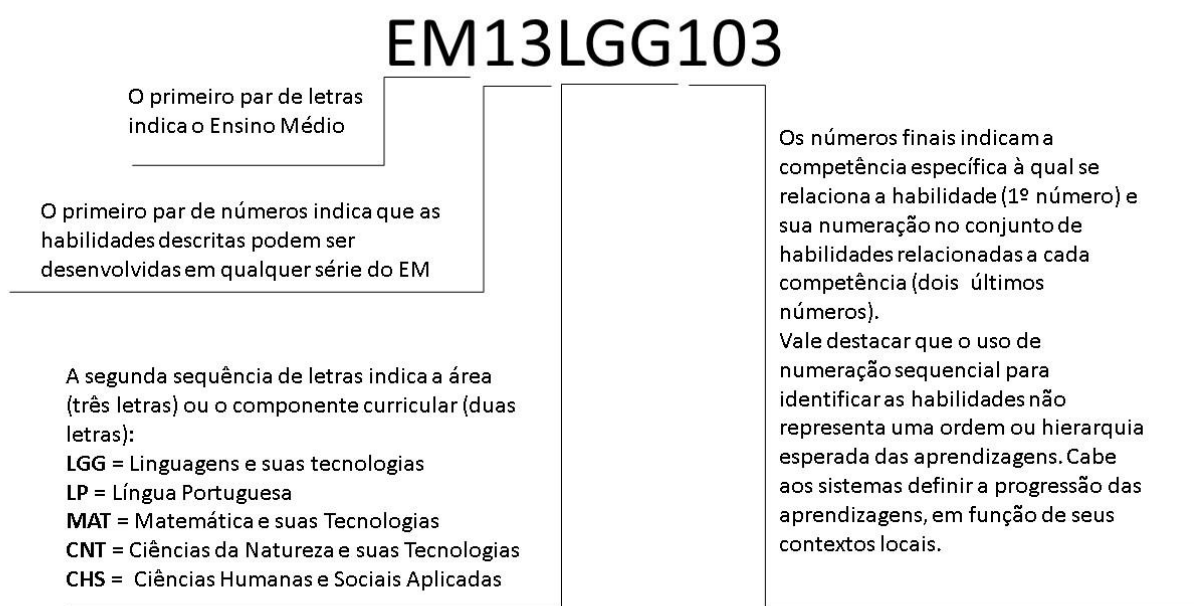 EM13LGG103
O primeiro par de letras
indica o Ensino Médio
O primeiro par de números indica que as
habilidades descritas podem ser
desenvolvidas em qualquer série do EM
A segunda sequência de letras indica a área
(três letras) ou o componente curricular (duas
letras):
LGG = Linguagens e suas tecnologias
LP = Língua Portuguesa
MAT = Matemática e suas Tecnologias
CNT = Ciências da Natureza e suas Tecnologias
CHS = Ciências Humanas e Sociais Aplicadas
Os números finais indicam a
competência específica à qual se
relaciona a habilidade (1º número) e
sua numeração no conjunto de
habilidades relacionadas a cada
competência (dois últimos
números).
Vale destacar que o uso de
numeração sequencial para
identificar as habilidades não
representa uma ordem ou hierarquia
esperada das aprendizagens. Cabe
aos sistemas definir a progressão das
aprendizagens, em função de seus
contextos locais.